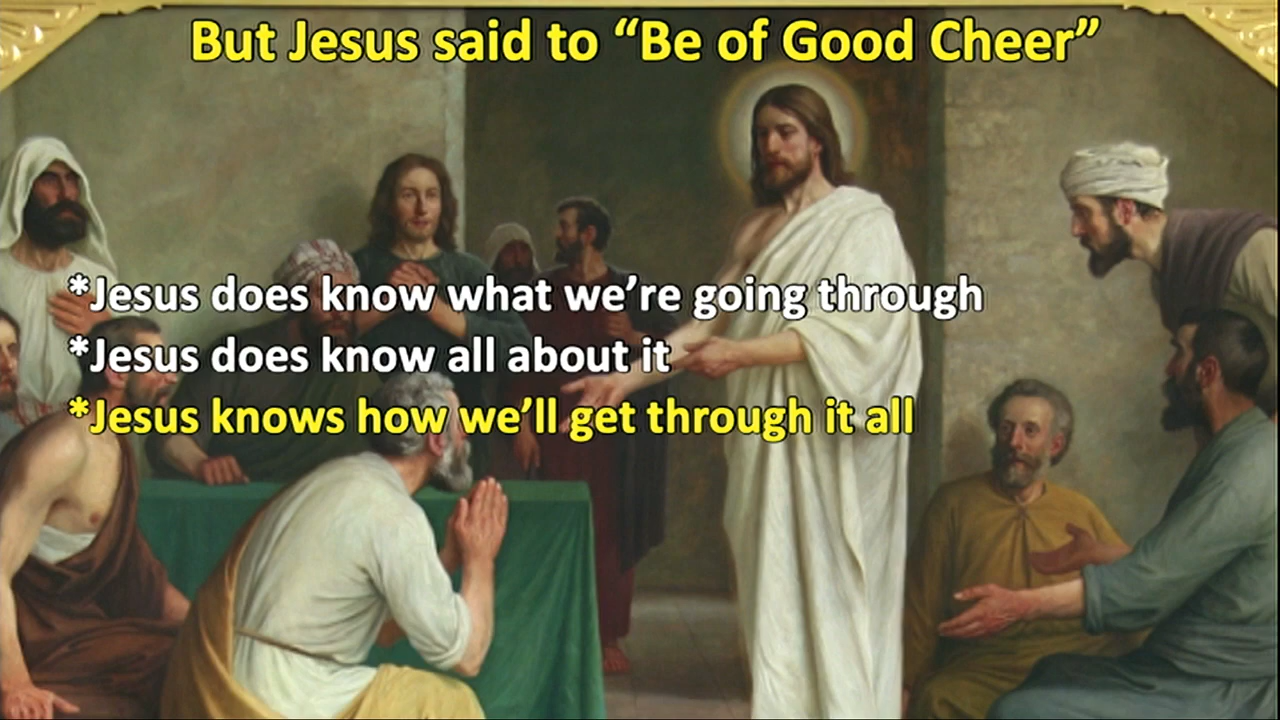 But Jesus said to “Be of Good Cheer”
*Jesus does know what we’re going through
*Jesus does know all about it
*Jesus knows how we’ll get through it all